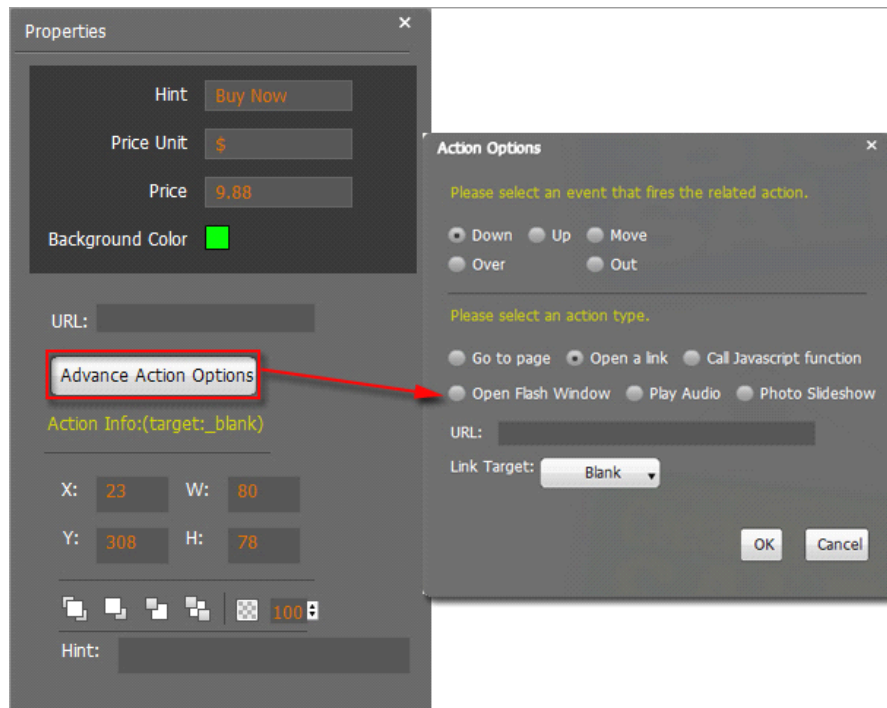 Properties
Hint Buy Now
Price Unit $
Price 9.88
Background Color
URL:
Advance Action Options
Action Info:(target:_blank)
X: 23 W: 80
Y: 308 H: 78
100
Hint:
Action Options
Please select an event that fires the related action.
Down Up Move
Over Out
Please select an action type.
Go to page Open a link Call Javascript function
Open Flash Window Play Audio Photo Slideshow
URL:
Link Target: Blank
OK Cancel